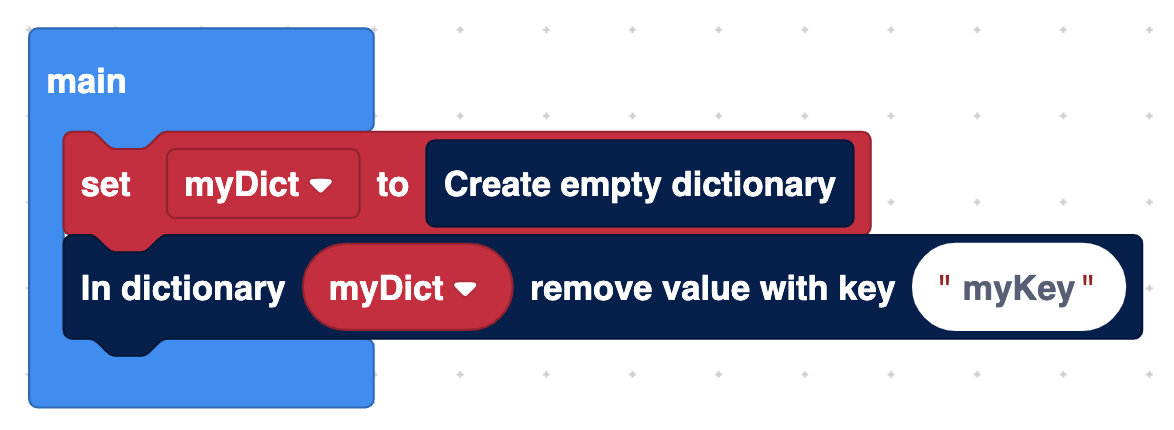 main
set myDict to Create empty dictionary
In dictionary myDict remove value with key "myKey"